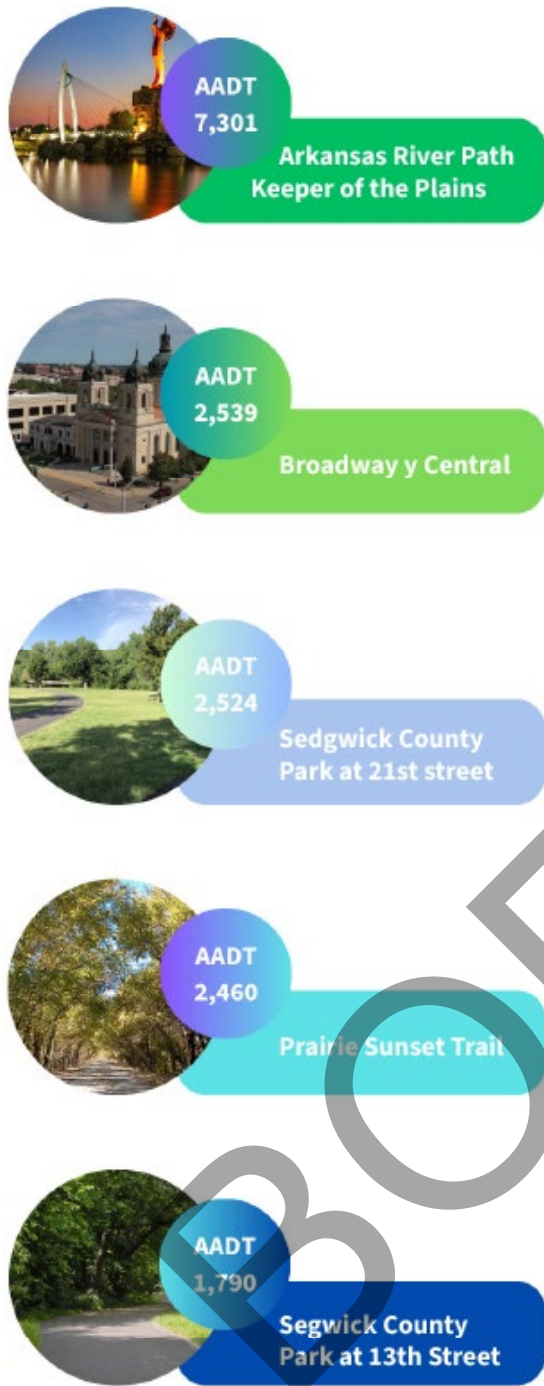 AADT
7,301
Arkansas River Path
Keeper of the Plains
AADT
2,539
Broadway y Central
AADT
2,524
Sedgwick County
Park at 21st street
AADT
2,460
Prairie Sunset Trail
AADT
1,790
Segwick County
Park at 13th Street